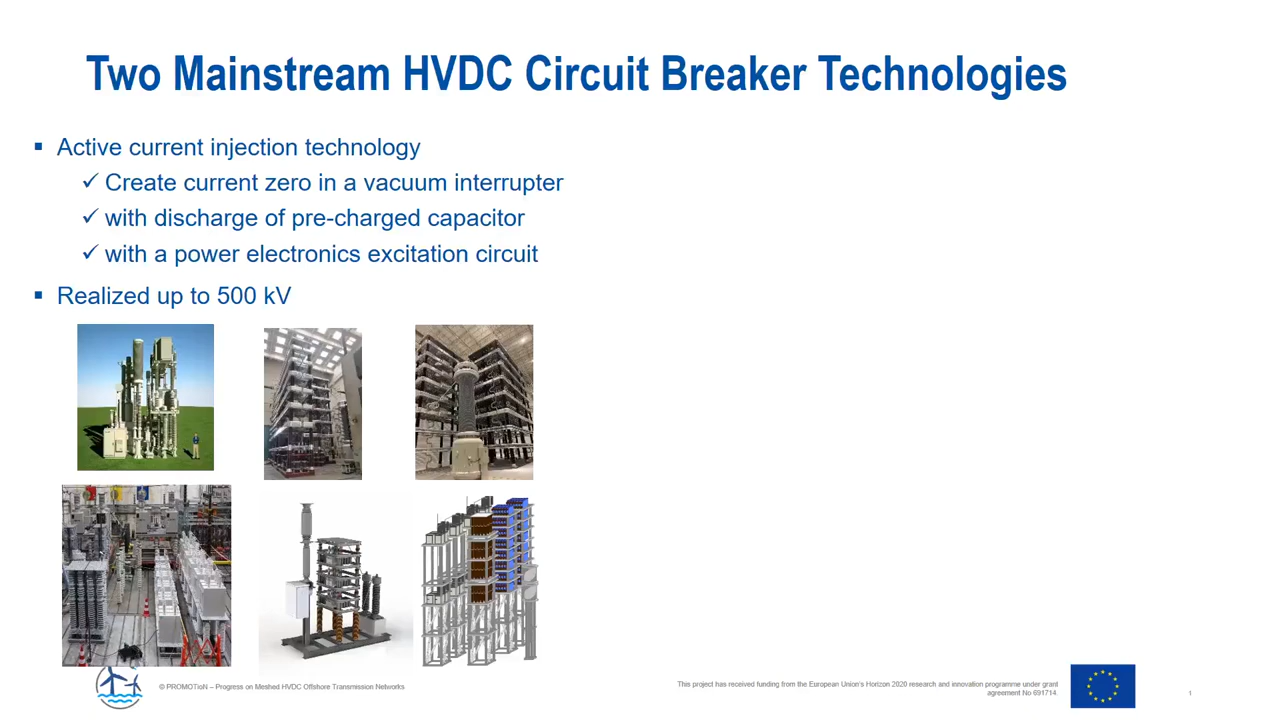 Two Mainstream HVDC Circuit Breaker Technologies
▪ Active current injection technology
✓ Create current zero in a vacuum interrupter
✓ with discharge of pre-charged capacitor
✓ with a power electronics excitation circuit
▪ Realized up to 500 kV
© PROMOTioN – Progress on Meshed HVDC Offshore Transmission Networks
This project has received funding from the European Union's Horizon 2020 research and innovation programme under grant
agreement No 691714.
1